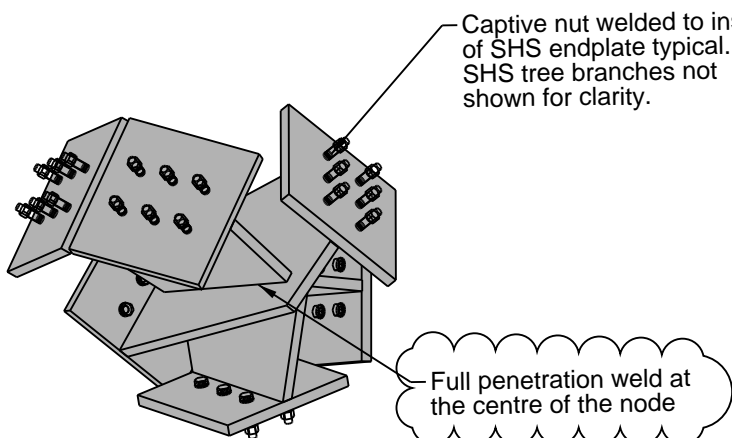 Captive nut welded to
of SHS endplate typical.
SHS tree branches not
shown for clarity.
Full penetration weld at
the centre of the node